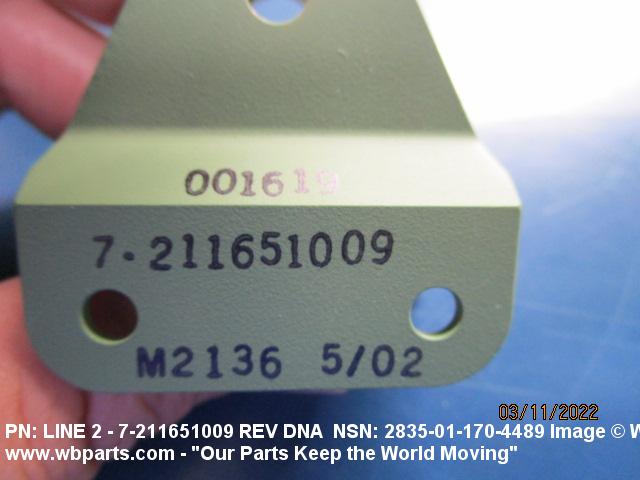 001619
7-211651009
M2136 5/02
03/11/2022
PN: LINE 2 - 7-211651009 REV DNA NSN: 2835-01-170-4489 Image © W
www.wbparts.com - "Our Parts Keep the World Moving"